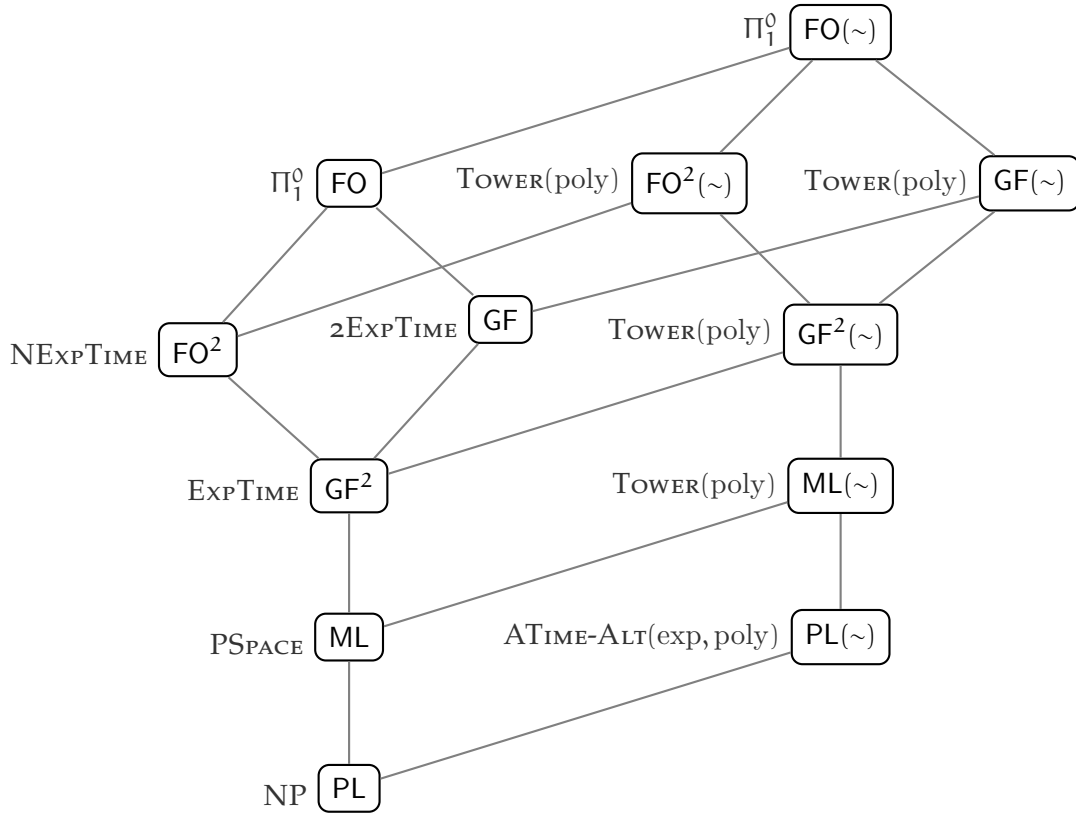 Π⁰₁ FO(∼)
Π⁰₁ FO Tower(poly) FO²(∼) Tower(poly) GF(∼)
NExpTime FO² 2ExpTime GF Tower(poly) GF²(∼)
ExpTime GF² Tower(poly) ML(∼)
PSpace ML ATime-Alt(exp, poly) PL(∼)
NP PL